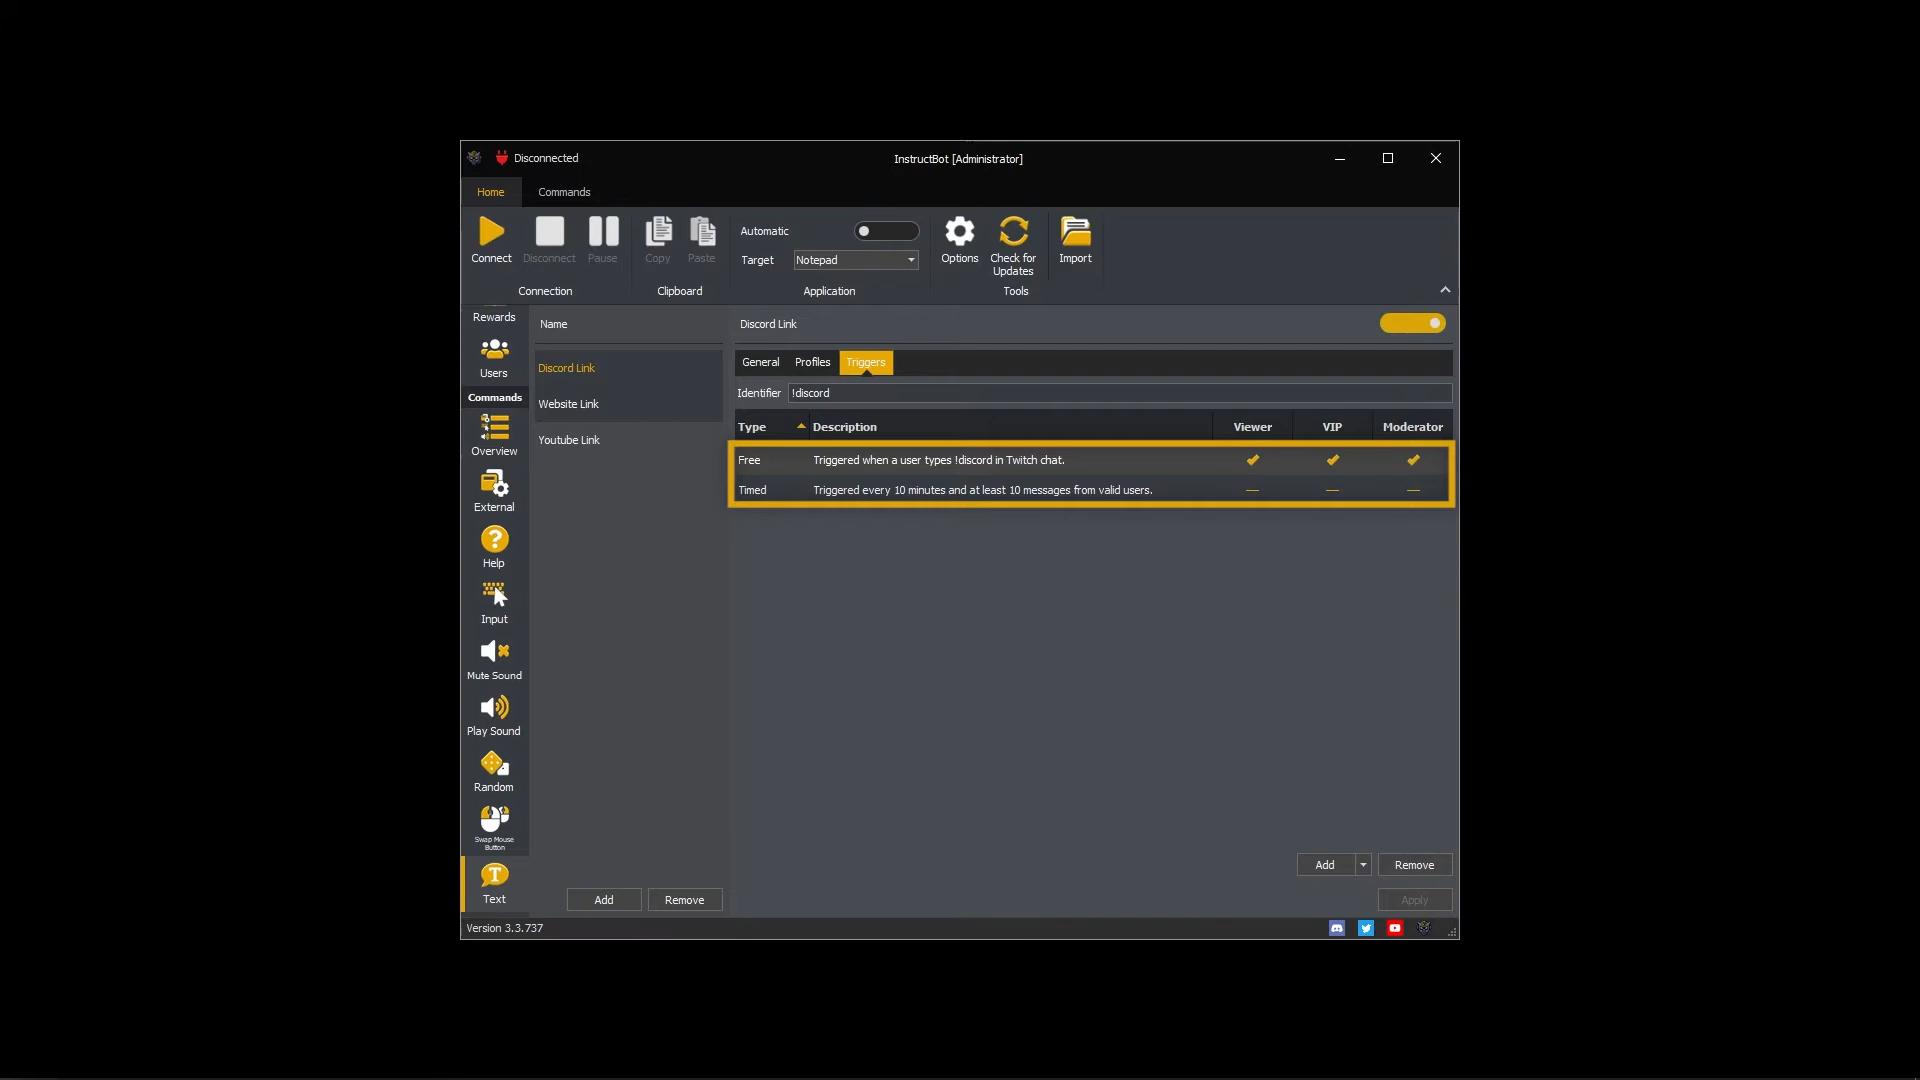 Disconnected
InstructBot [Administrator]
Home Commands
Connect Disconnect Pause Copy Paste
Automatic
Target Notepad
Options Check for Updates Import
Connection Clipboard Application Tools
Rewards
Users
Commands
Overview
External
Help
Input
Mute Sound
Play Sound
Random
Swap Mouse
Button
Text
Name
Discord Link
Website Link
Youtube Link
Add Remove
Discord Link
General Profiles Triggers
Identifier !discord
Type Description Viewer VIP Moderator
Free Triggered when a user types !discord in Twitch chat.
Timed Triggered every 10 minutes and at least 10 messages from valid users.
Add Remove
Apply
Version 3.3.737